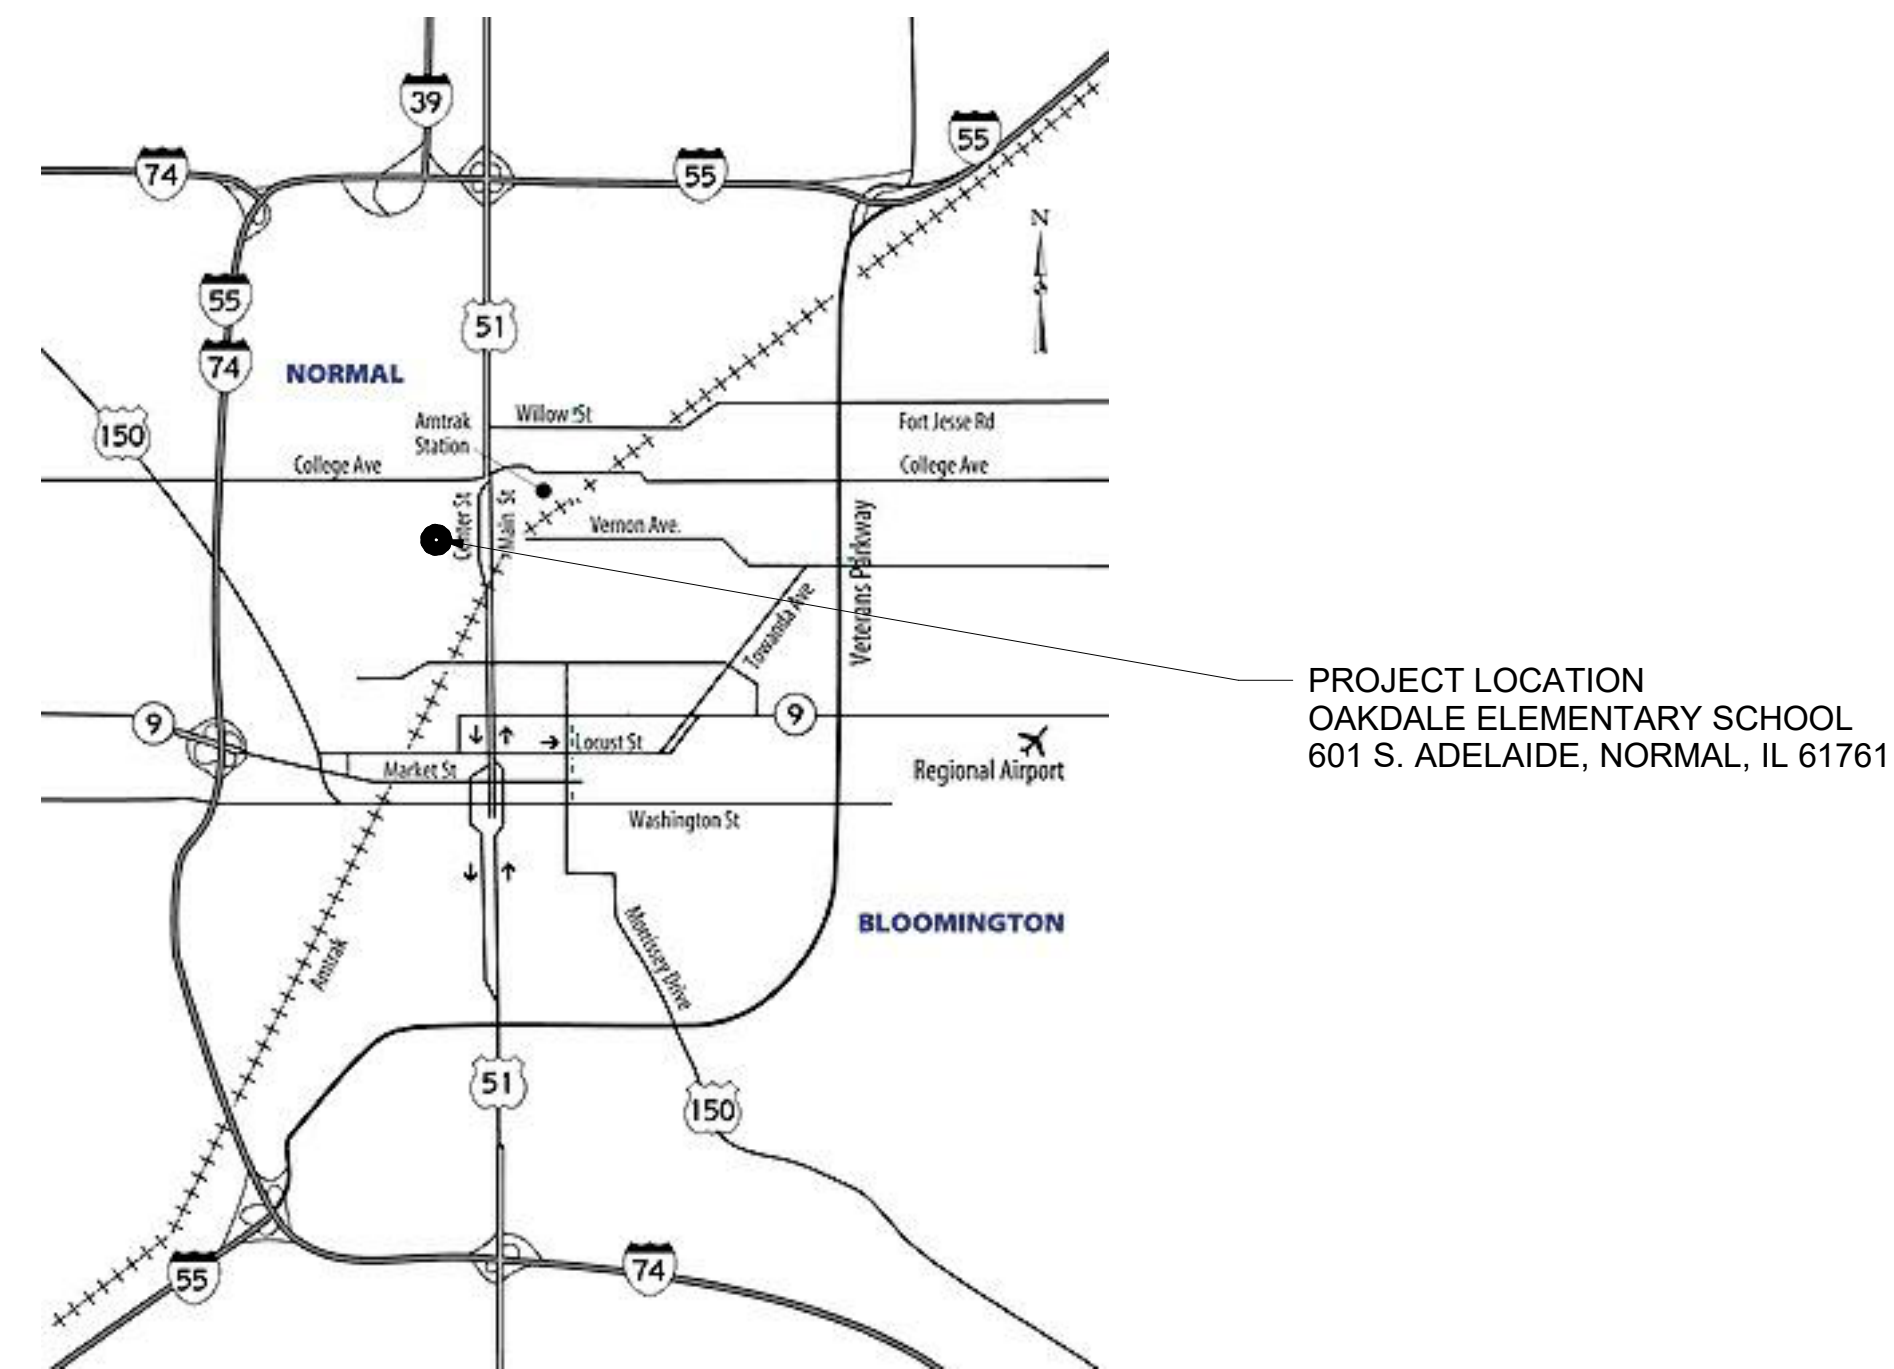 39
55
74
55
N
55
51
74
NORMAL
Amtrak
Station
Willow St
Fort Jesse Rd
150
College Ave
College Ave
Center St
Main St
Vernon Ave.
Veterans Parkway
Towanda Ave
PROJECT LOCATION
OAKDALE ELEMENTARY SCHOOL
601 S. ADELAIDE, NORMAL, IL 61761
9
9
Locust St
Market St
Regional Airport
Washington St
BLOOMINGTON
Morrissey Drive
Amtrak
51
150
55
74